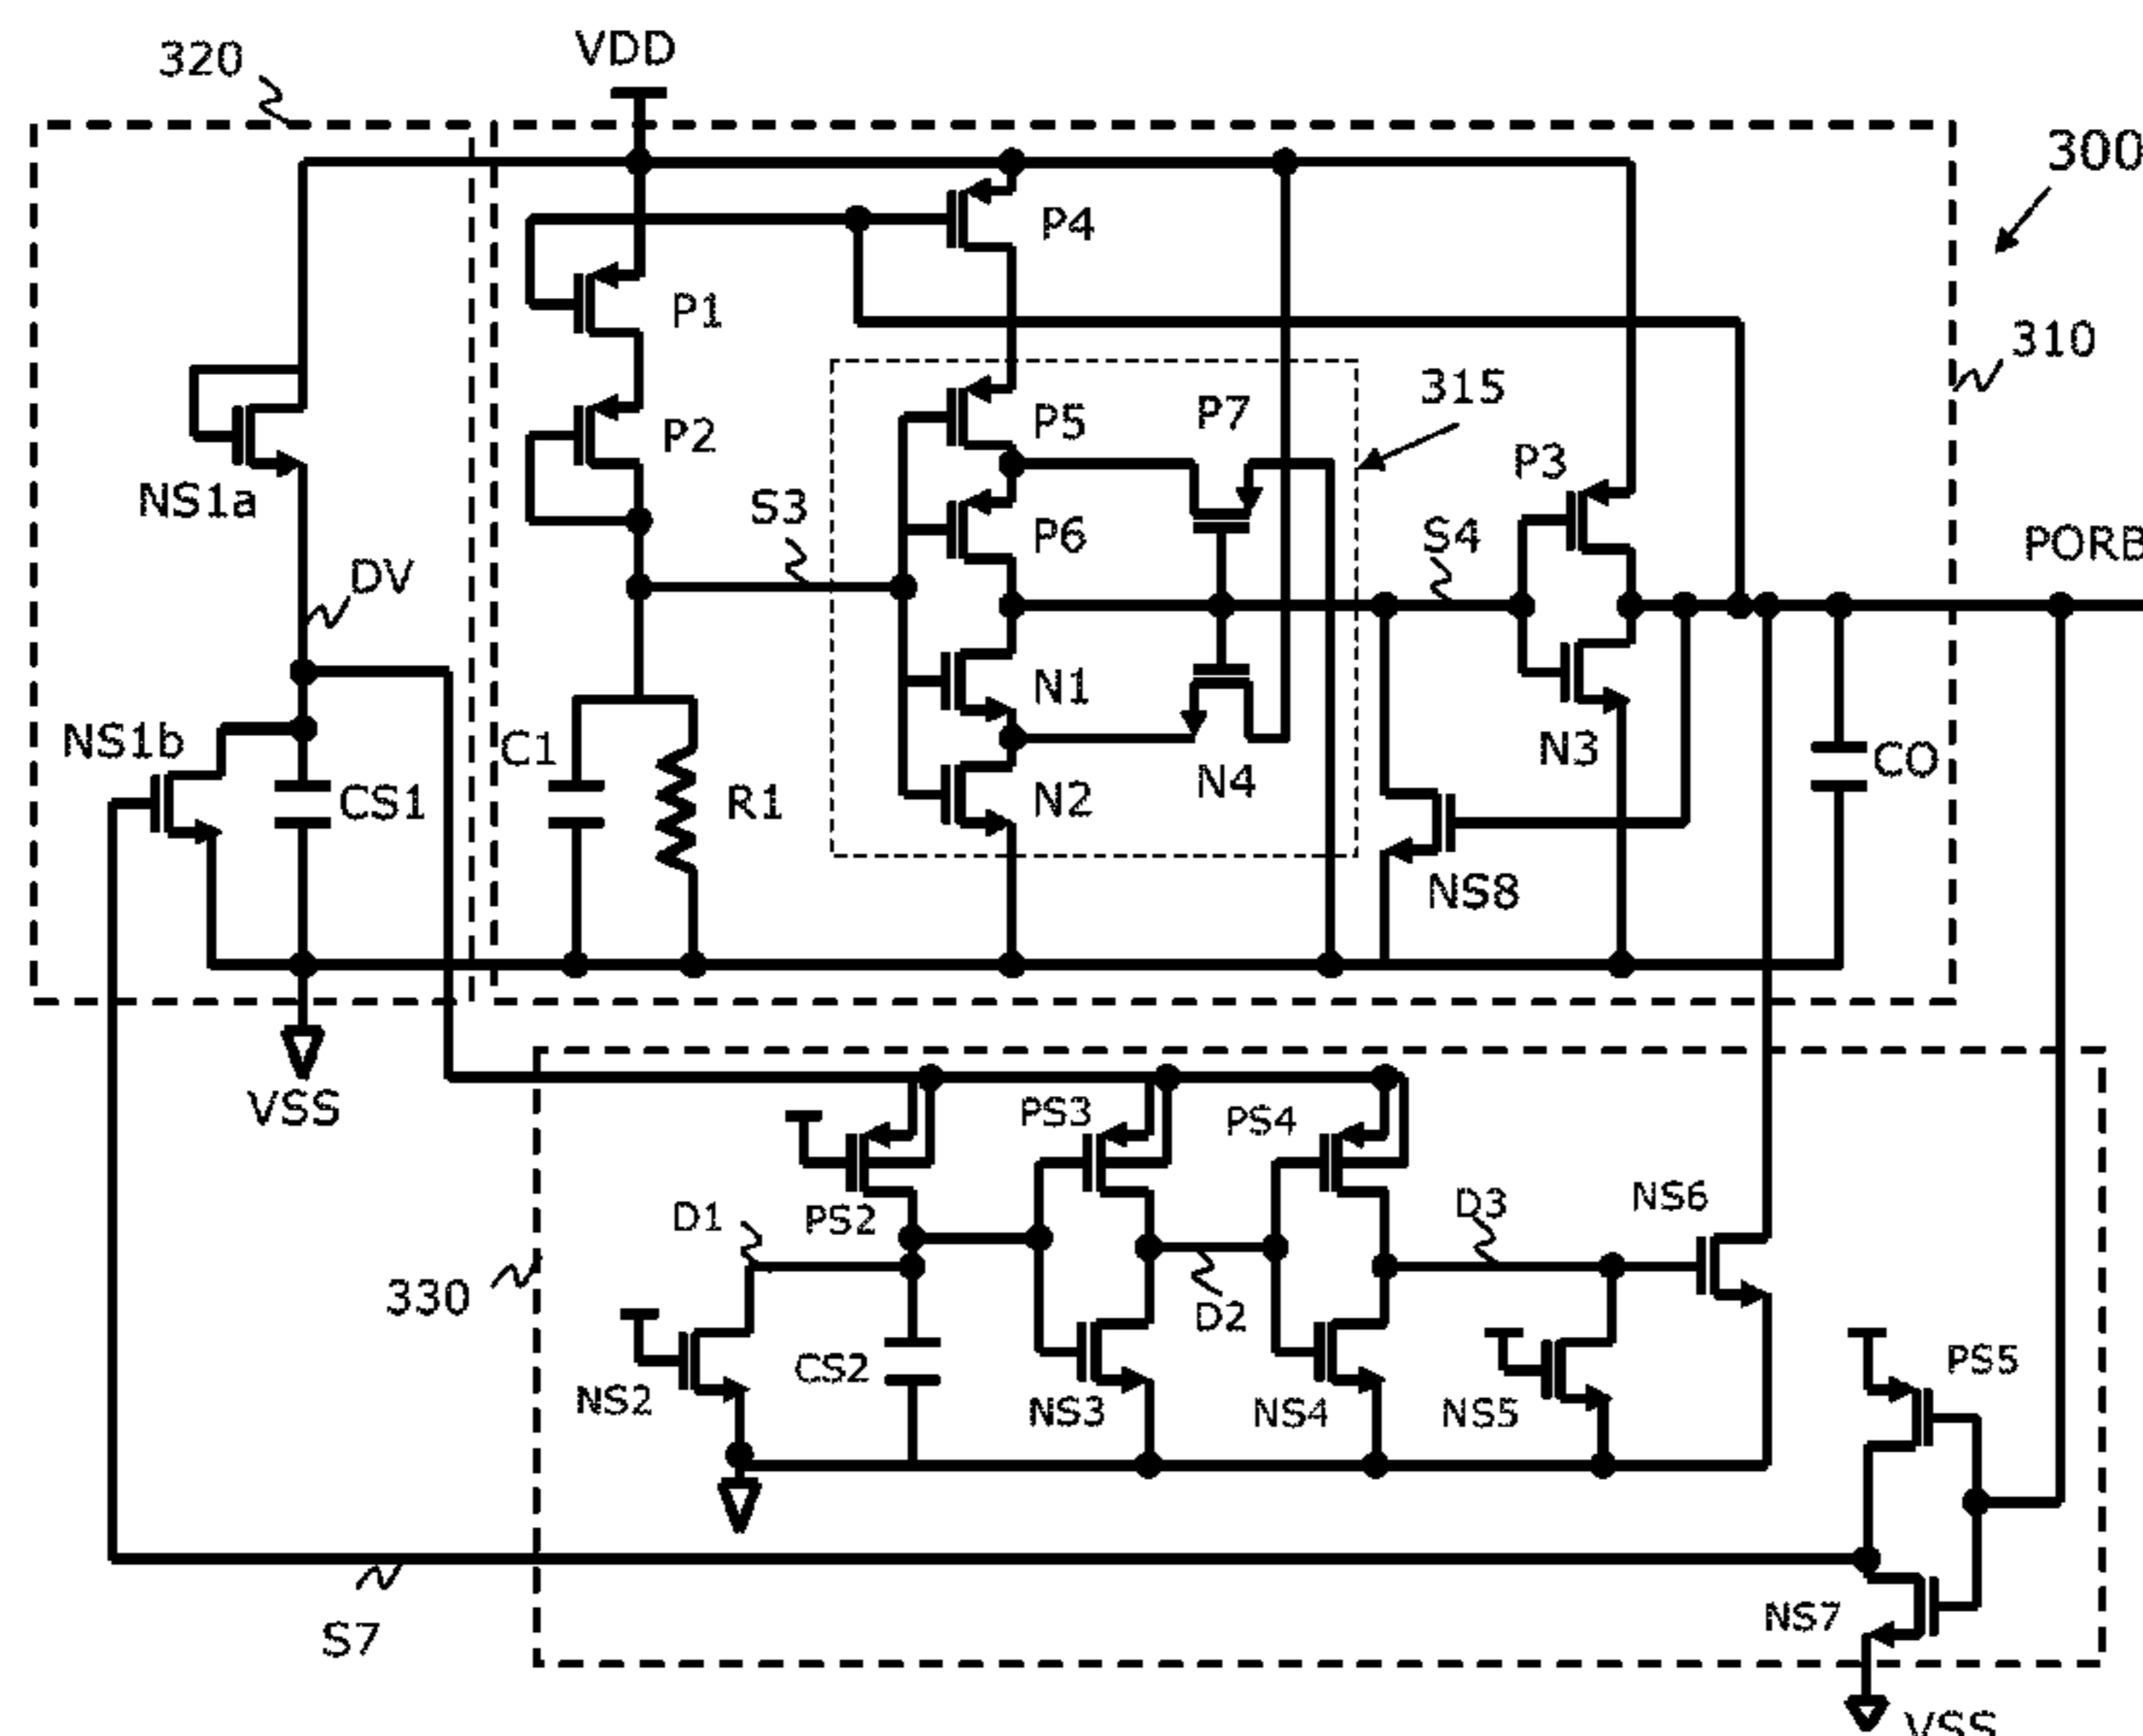 320
VDD
300
P4
P1
310
315
P5
P7
P2
P3
NS1a
S3
P6
S4
PORB
DV
N1
NS1b
C1
N3
CS1
R1
N2
N4
CO
NS8
VSS
PS3
PS4
D1
PS2
D3
NS6
330
D2
CS2
PS5
NS2
NS3
NS4
NS5
S7
NS7
VSS